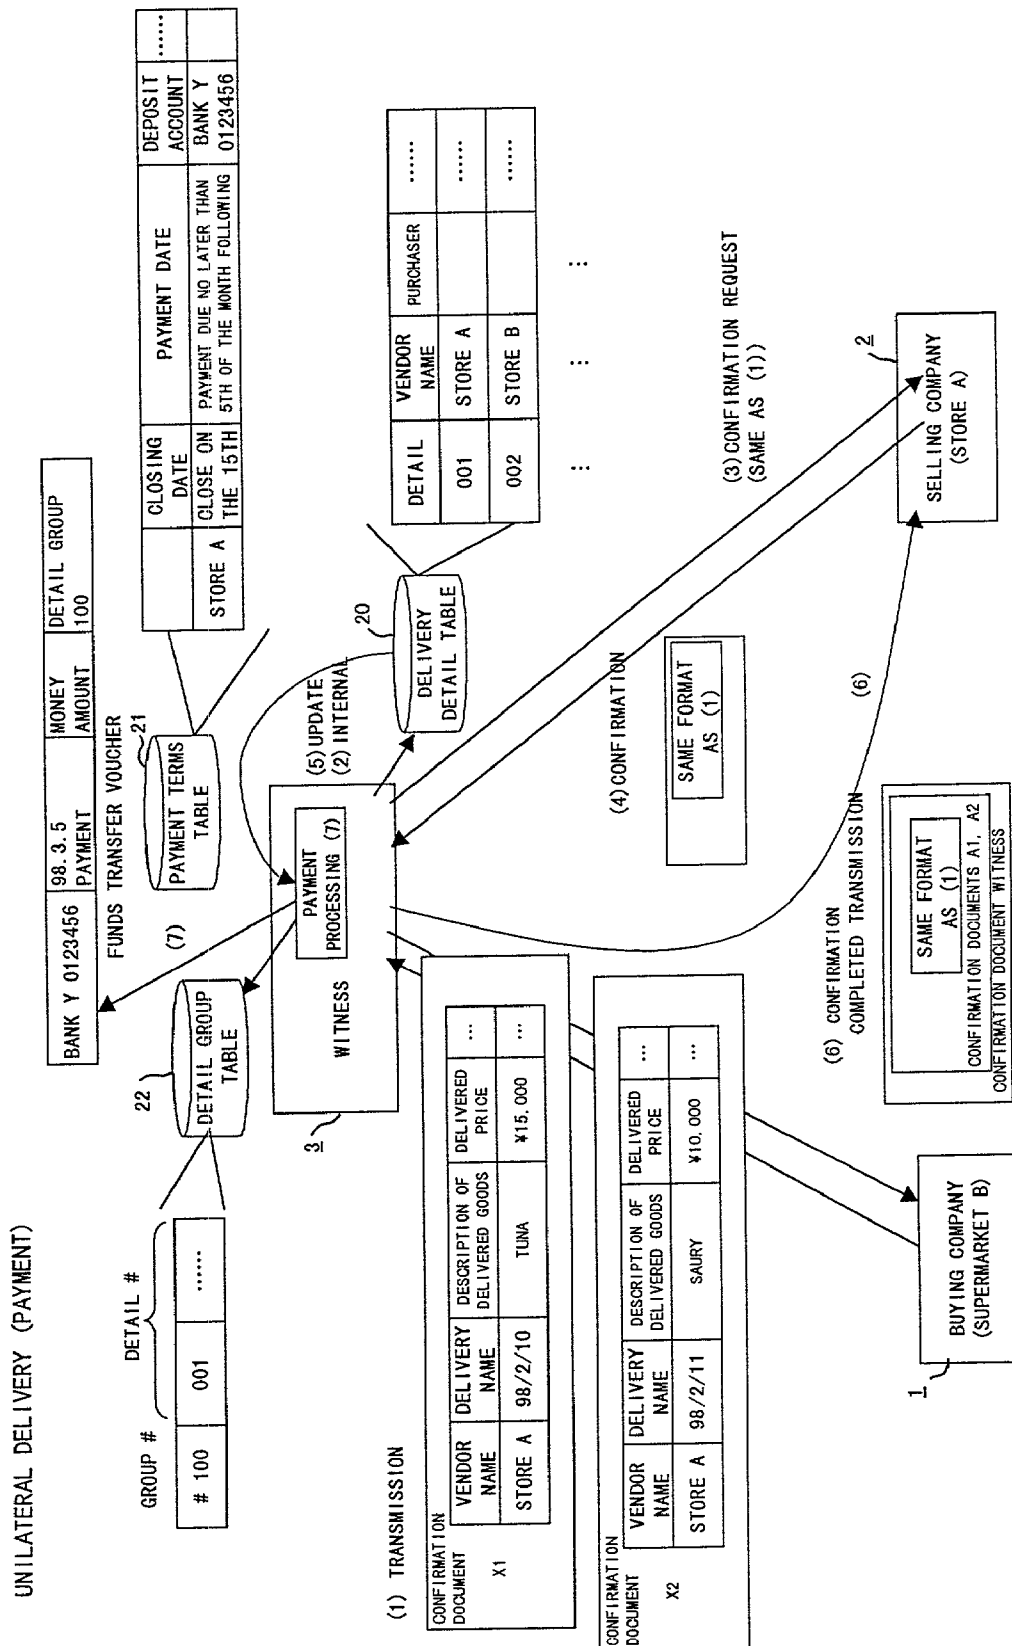 UNILATERAL DELIVERY (PAYMENT)
GROUP #
DETAIL #
# 100
001
......
22
DETAIL GROUP
TABLE
BANK Y 0123456
98. 3. 5
PAYMENT
MONEY
AMOUNT
DETAIL GROUP
100
FUNDS TRANSFER VOUCHER
(7)
21
PAYMENT TERMS
TABLE
CLOSING
DATE
PAYMENT DATE
DEPOSIT
ACCOUNT
......
STORE A
CLOSE ON
THE 15TH
PAYMENT DUE NO LATER THAN
5TH OF THE MONTH FOLLOWING
BANK Y
0123456
3
WITNESS
PAYMENT
PROCESSING (7)
(5) UPDATE
(2) INTERNAL
20
DELIVERY
DETAIL TABLE
DETAIL
VENDOR
NAME
PURCHASER
......
001
STORE A
......
002
STORE B
......
...
...
...
(1) TRANSMISSION
CONFIRMATION
DOCUMENT
X1
VENDOR
NAME
DELIVERY
NAME
DESCRIPTION OF
DELIVERED GOODS
DELIVERED
PRICE
...
STORE A
98/2/10
TUNA
¥15,000
...
CONFIRMATION
DOCUMENT
X2
VENDOR
NAME
DELIVERY
NAME
DESCRIPTION OF
DELIVERED GOODS
DELIVERED
PRICE
...
STORE A
98/2/11
SAURY
¥10,000
...
(4) CONFIRMATION
SAME FORMAT
AS (1)
(3) CONFIRMATION REQUEST
(SAME AS (1))
(6)
(6) CONFIRMATION
COMPLETED TRANSMISSION
SAME FORMAT
AS (1)
CONFIRMATION DOCUMENTS A1, A2
CONFIRMATION DOCUMENT WITNESS
1
BUYING COMPANY
(SUPERMARKET B)
2
SELLING COMPANY
(STORE A)